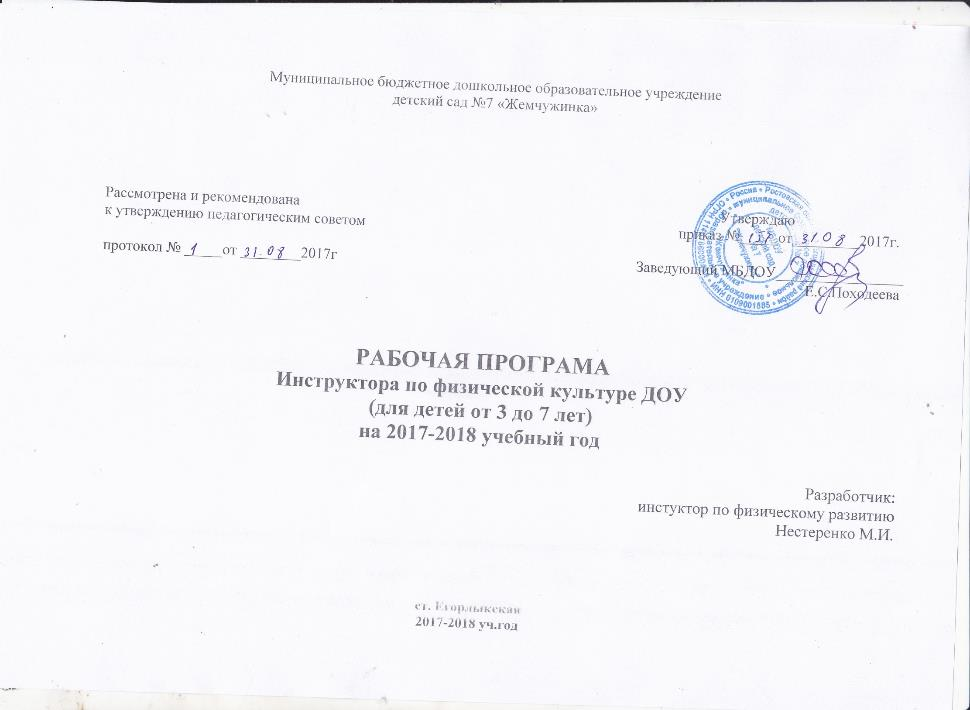 Муниципальное бюджетное дошкольное образовательное учреждение
детский сад №7 «Жемчужинка»
Рассмотрена и рекомендована
к утверждению педагогическим советом
протокол № 1 от 31.08 2017г
Утверждаю
приказ № от 31.08 2017г.
Заведующий МБДОУ
Е.С.Походеева
РАБОЧАЯ ПРОГРАМА
Инструктора по физической культуре ДОУ
(для детей от 3 до 7 лет)
на 2017-2018 учебный год
Разработчик:
инстуктор по физическому развитию
Нестеренко М.И.
ст. Егорлыкская
2017-2018 уч.год